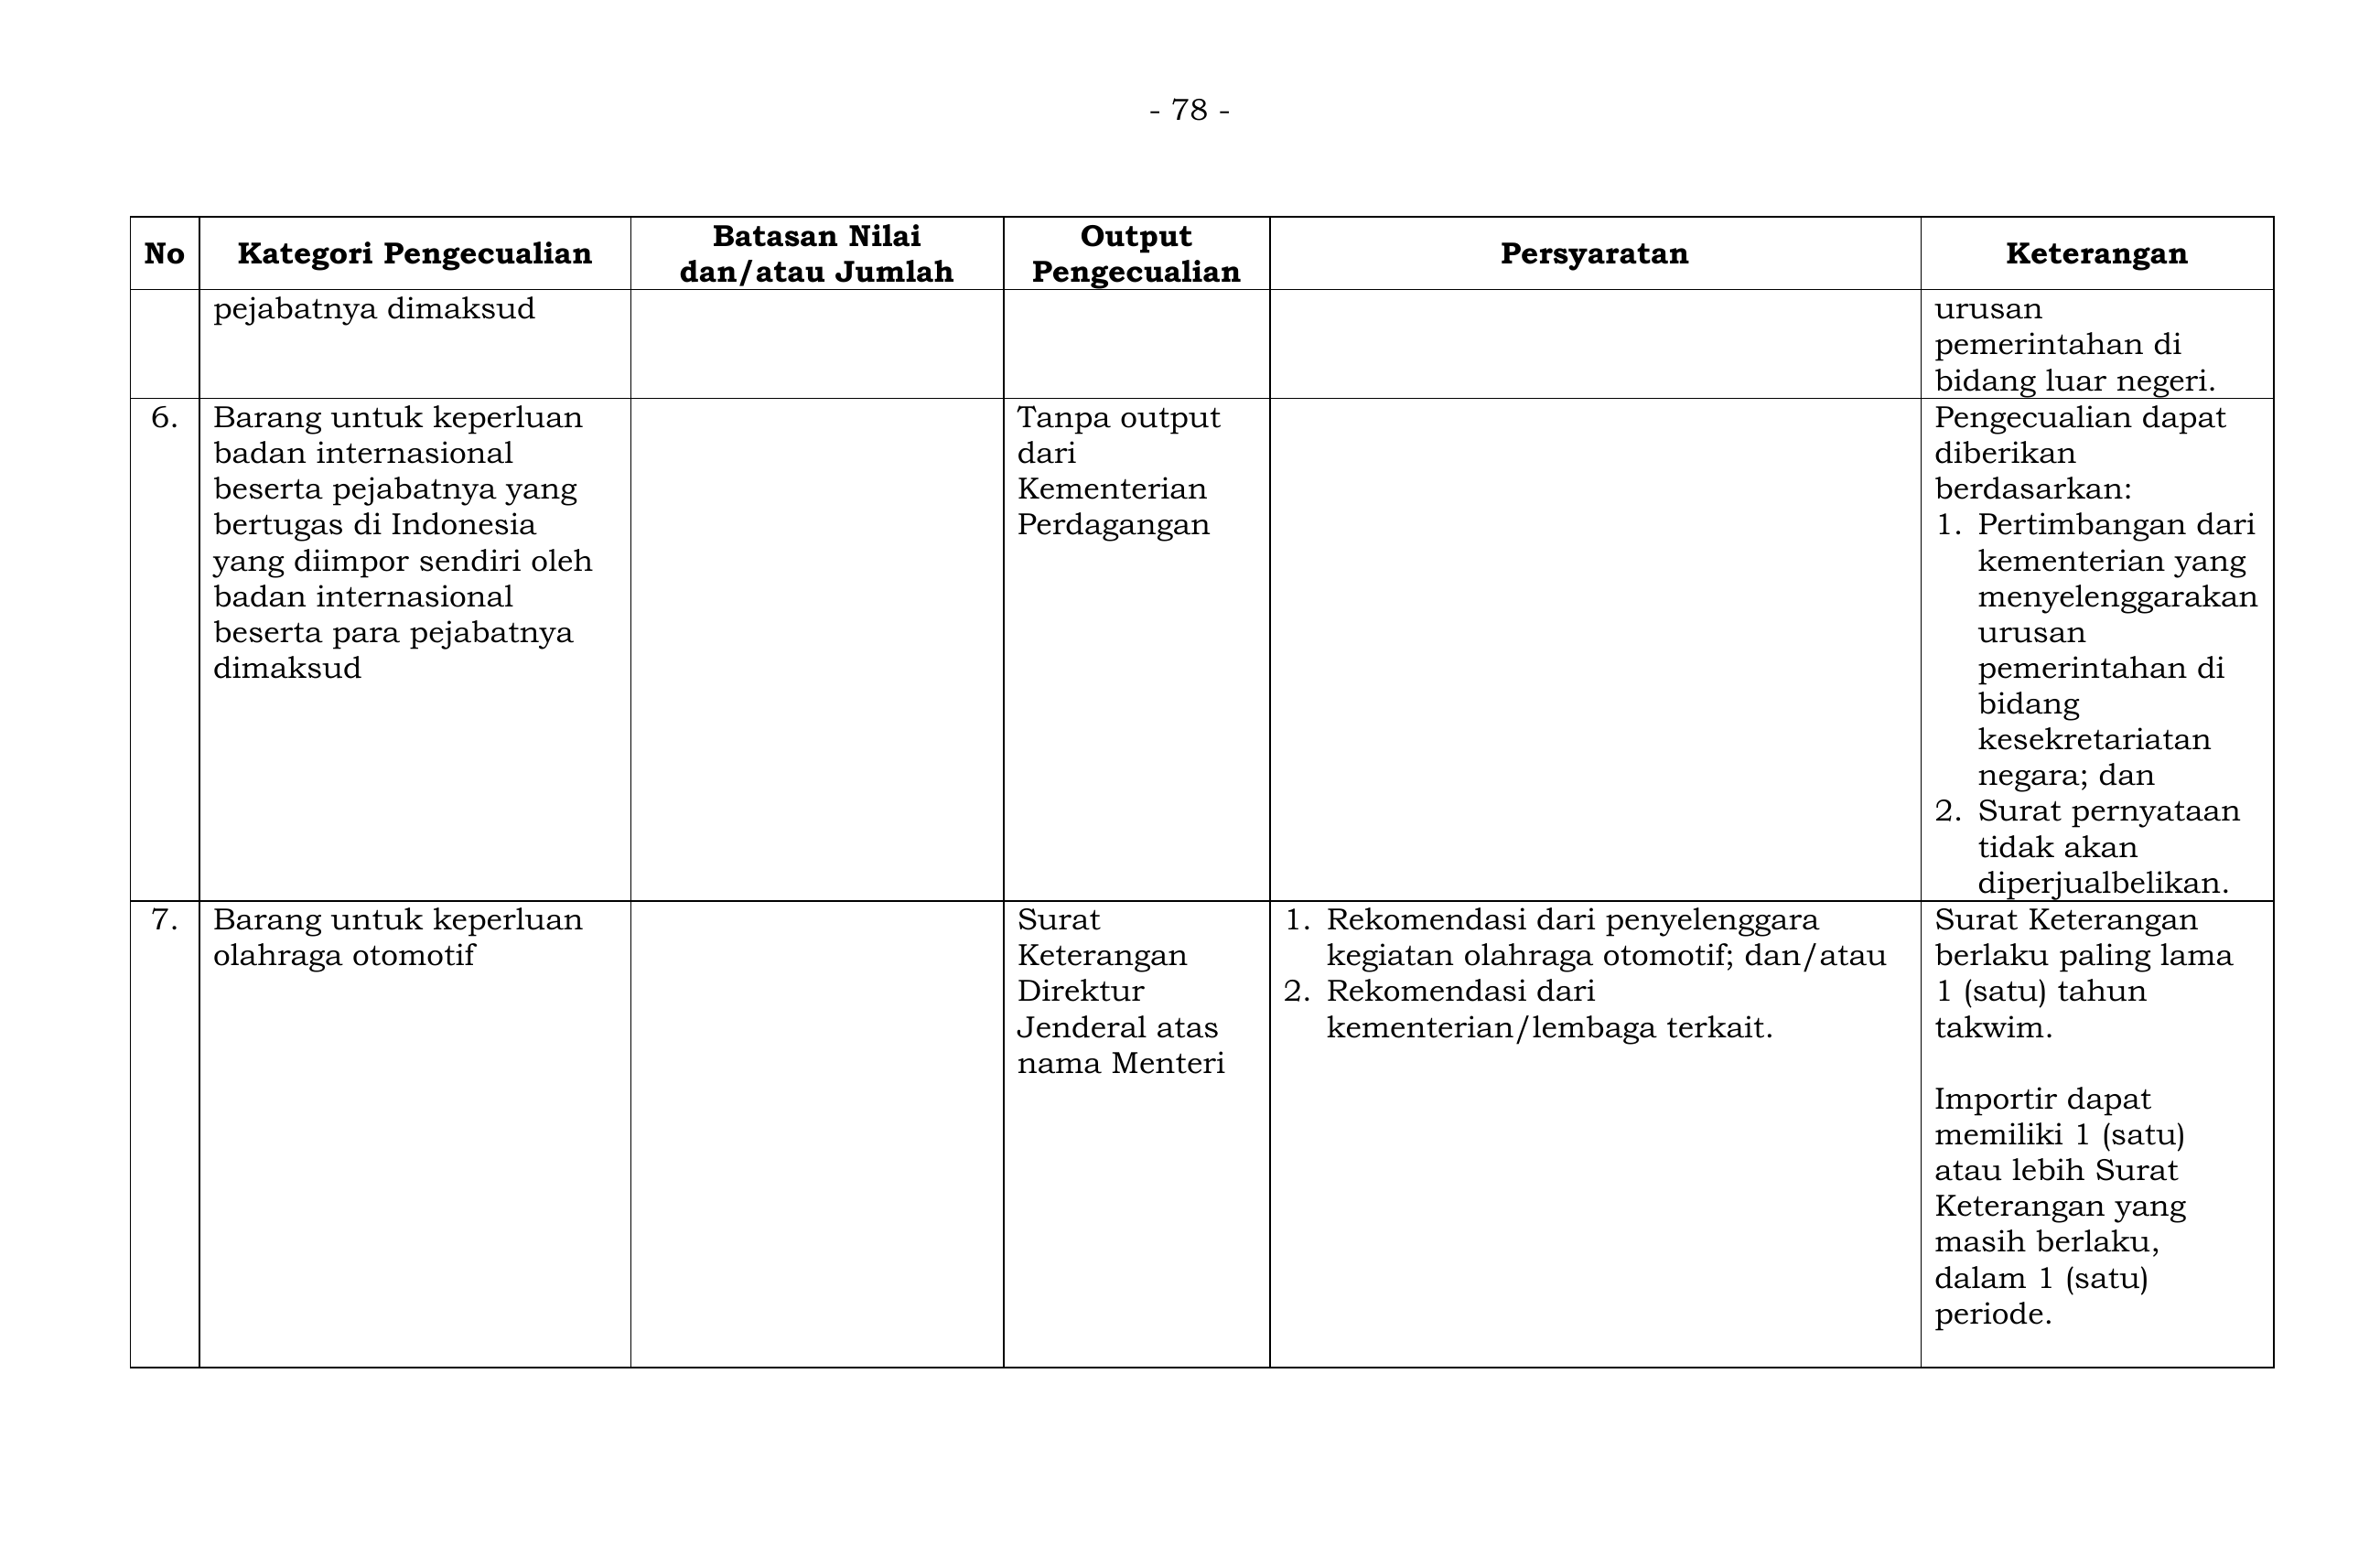 - 78 -
No
Kategori Pengecualian
Batasan Nilai
dan/atau Jumlah
Output
Pengecualian
Persyaratan
Keterangan
pejabatnya dimaksud
urusan
pemerintahan di
bidang luar negeri.
6.
Barang untuk keperluan
badan internasional
beserta pejabatnya yang
bertugas di Indonesia
yang diimpor sendiri oleh
badan internasional
beserta para pejabatnya
dimaksud
Tanpa output
dari
Kementerian
Perdagangan
Pengecualian dapat
diberikan
berdasarkan:
1. Pertimbangan dari
kementerian yang
menyelenggarakan
urusan
pemerintahan di
bidang
kesekretariatan
negara; dan
2. Surat pernyataan
tidak akan
diperjualbelikan.
7.
Barang untuk keperluan
olahraga otomotif
Surat
Keterangan
Direktur
Jenderal atas
nama Menteri
1. Rekomendasi dari penyelenggara
kegiatan olahraga otomotif; dan/atau
2. Rekomendasi dari
kementerian/lembaga terkait.
Surat Keterangan
berlaku paling lama
1 (satu) tahun
takwim.
Importir dapat
memiliki 1 (satu)
atau lebih Surat
Keterangan yang
masih berlaku,
dalam 1 (satu)
periode.